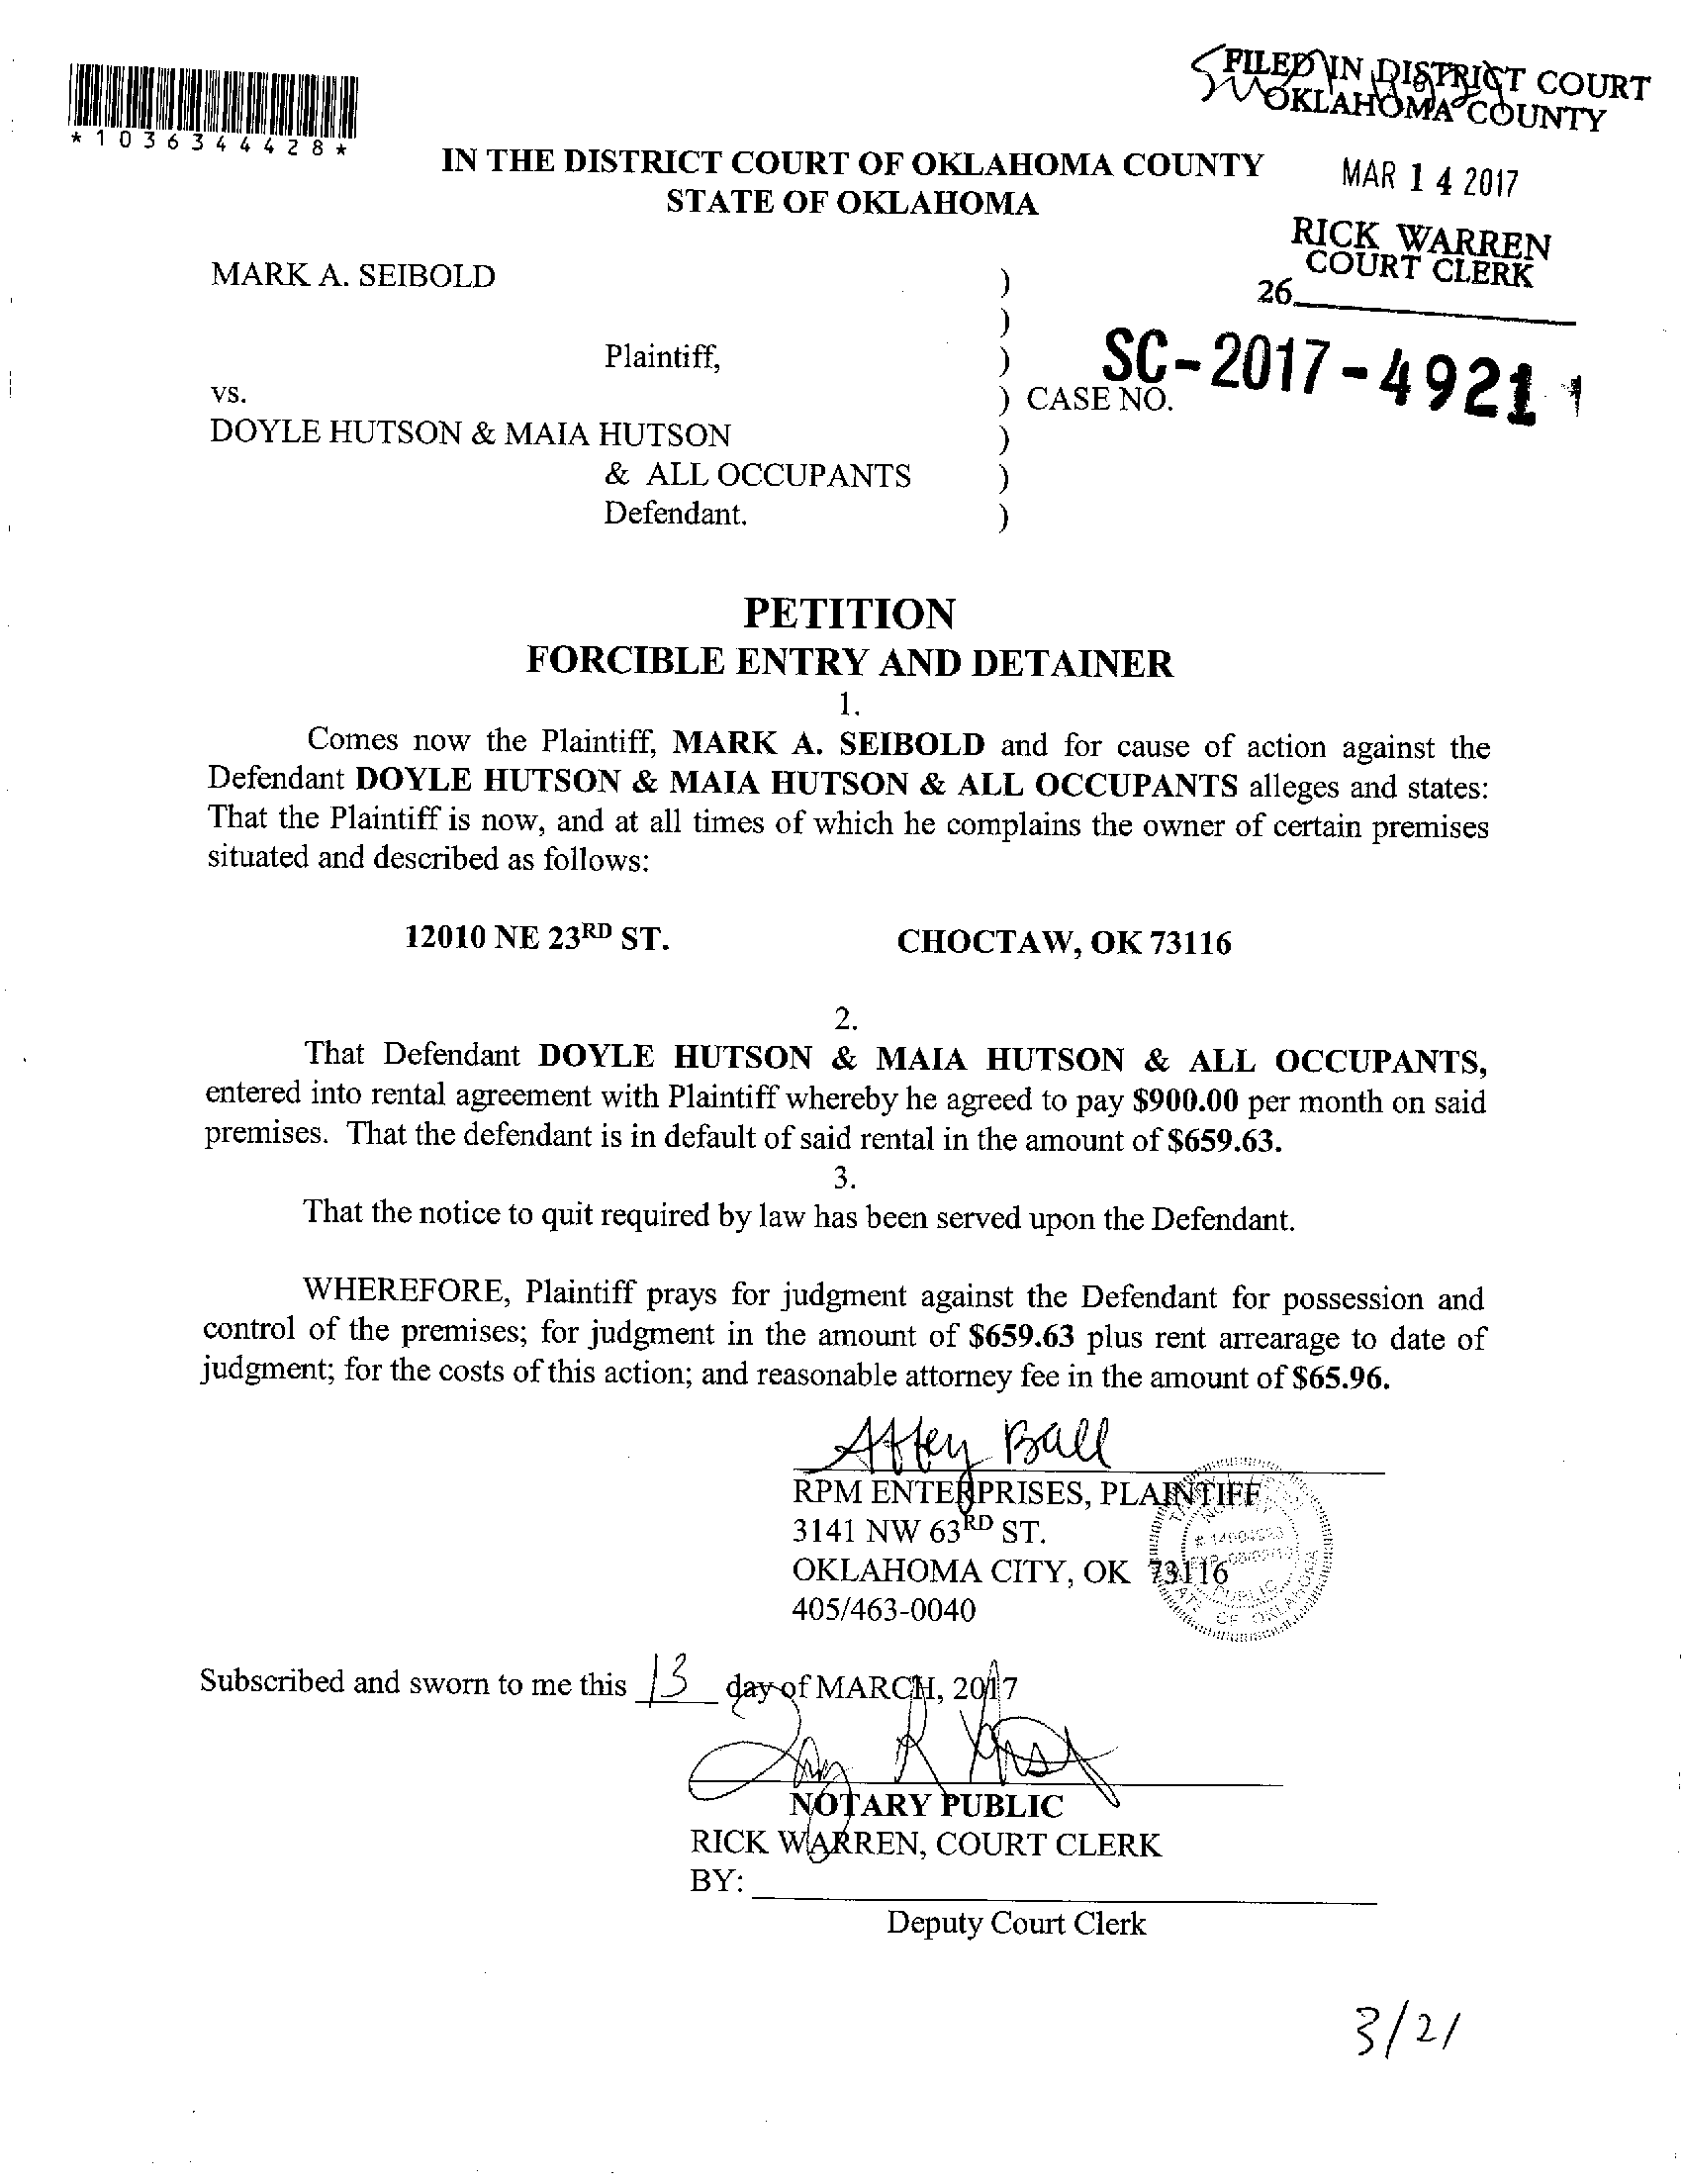 FILED IN DISTRICT COURT
OKLAHOMA COUNTY
*1036344428*
IN THE DISTRICT COURT OF OKLAHOMA COUNTY
STATE OF OKLAHOMA
MAR 14 2017
RICK WARREN
COURT CLERK
26
MARK A. SEIBOLD )
)
Plaintiff, )
SC-2017-4921
vs. ) CASE NO.
DOYLE HUTSON & MAIA HUTSON )
& ALL OCCUPANTS )
Defendant. )
PETITION
FORCIBLE ENTRY AND DETAINER
1.
Comes now the Plaintiff, MARK A. SEIBOLD and for cause of action against the
Defendant DOYLE HUTSON & MAIA HUTSON & ALL OCCUPANTS alleges and states:
That the Plaintiff is now, and at all times of which he complains the owner of certain premises
situated and described as follows:
12010 NE 23RD ST. CHOCTAW, OK 73116
2.
That Defendant DOYLE HUTSON & MAIA HUTSON & ALL OCCUPANTS,
entered into rental agreement with Plaintiff whereby he agreed to pay $900.00 per month on said
premises. That the defendant is in default of said rental in the amount of $659.63.
3.
That the notice to quit required by law has been served upon the Defendant.
WHEREFORE, Plaintiff prays for judgment against the Defendant for possession and
control of the premises; for judgment in the amount of $659.63 plus rent arrearage to date of
judgment; for the costs of this action; and reasonable attorney fee in the amount of $65.96.
Ball
RPM ENTERPRISES, PLAINTIFF
3141 NW 63RD ST.
OKLAHOMA CITY, OK 73116
405/463-0040
PUBLIC
OF OKLAHOMA
Subscribed and sworn to me this 13 day of MARCH, 2017
NOTARY PUBLIC
RICK WARREN, COURT CLERK
BY:
Deputy Court Clerk
3/21